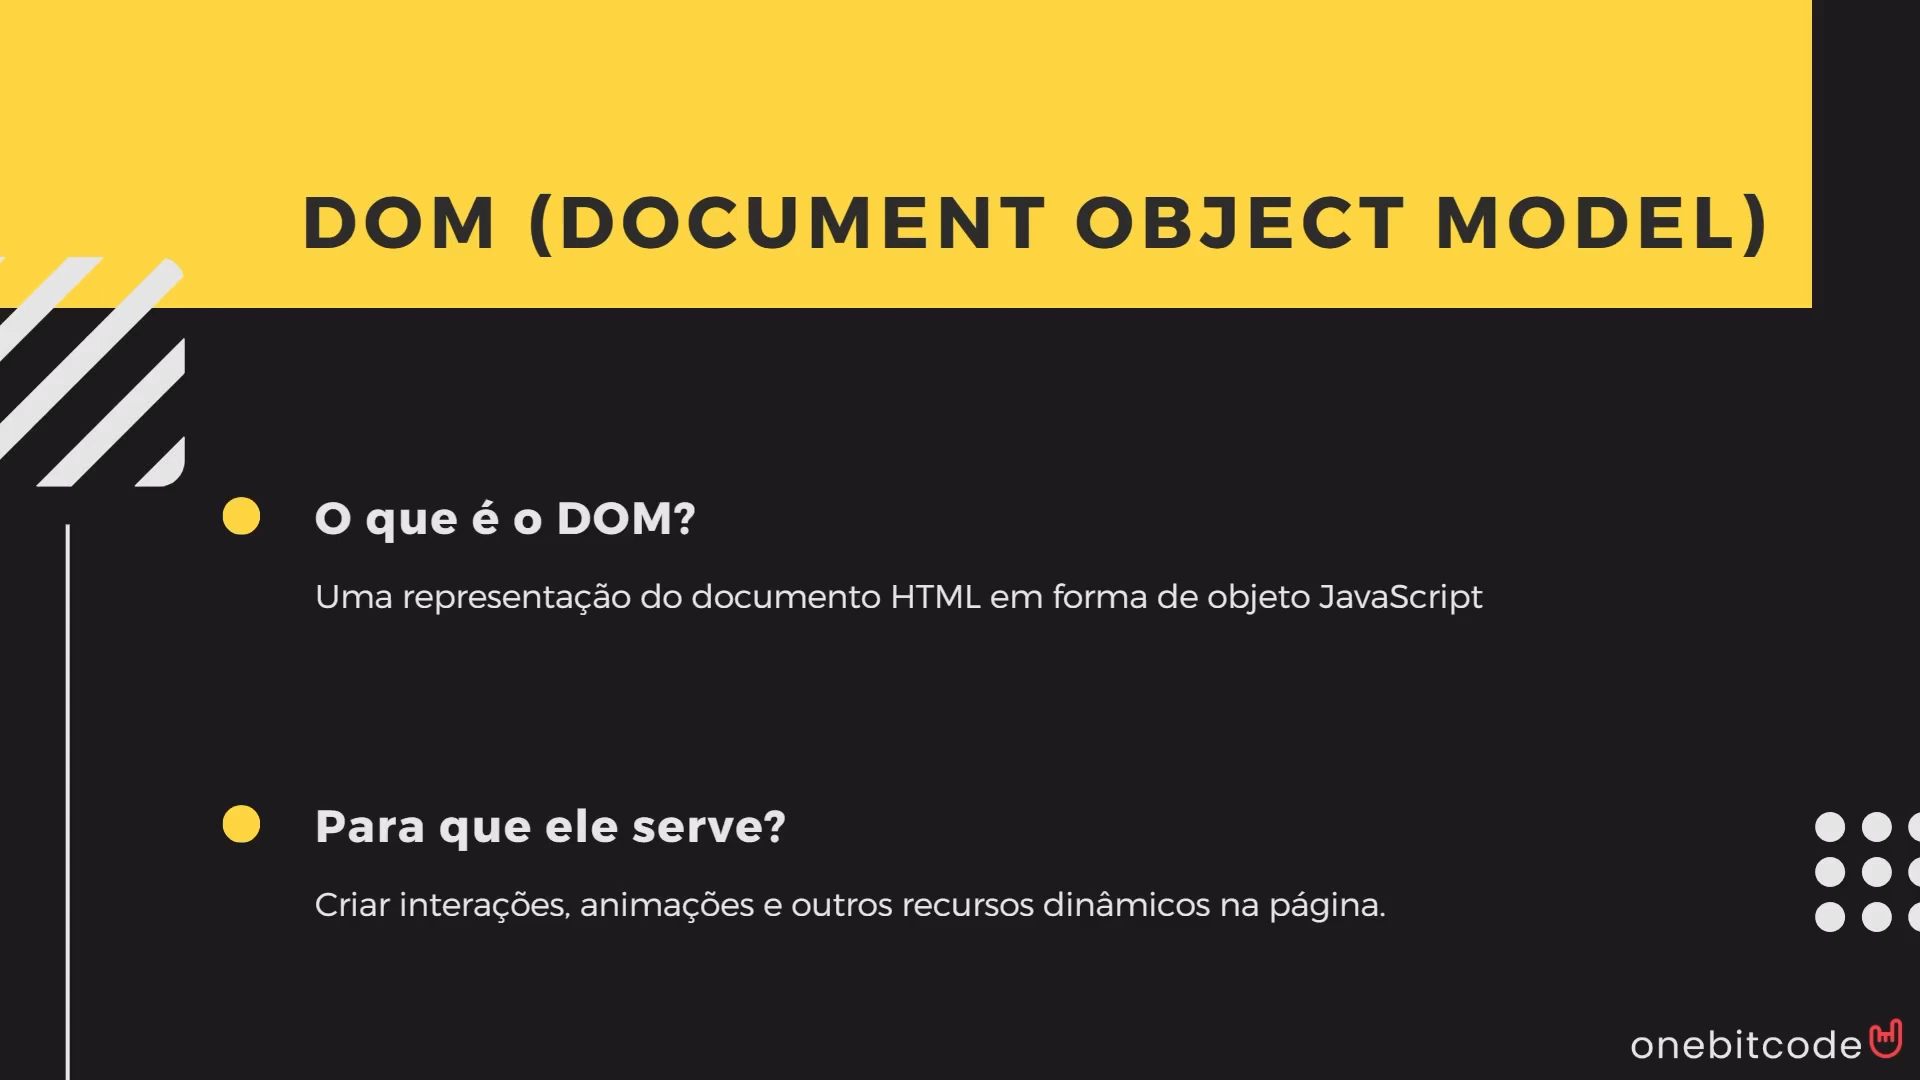 DOM (DOCUMENT OBJECT MODEL)
O que é o DOM?
Uma representação do documento HTML em forma de objeto JavaScript
Para que ele serve?
Criar interações, animações e outros recursos dinâmicos na página.
onebitcode